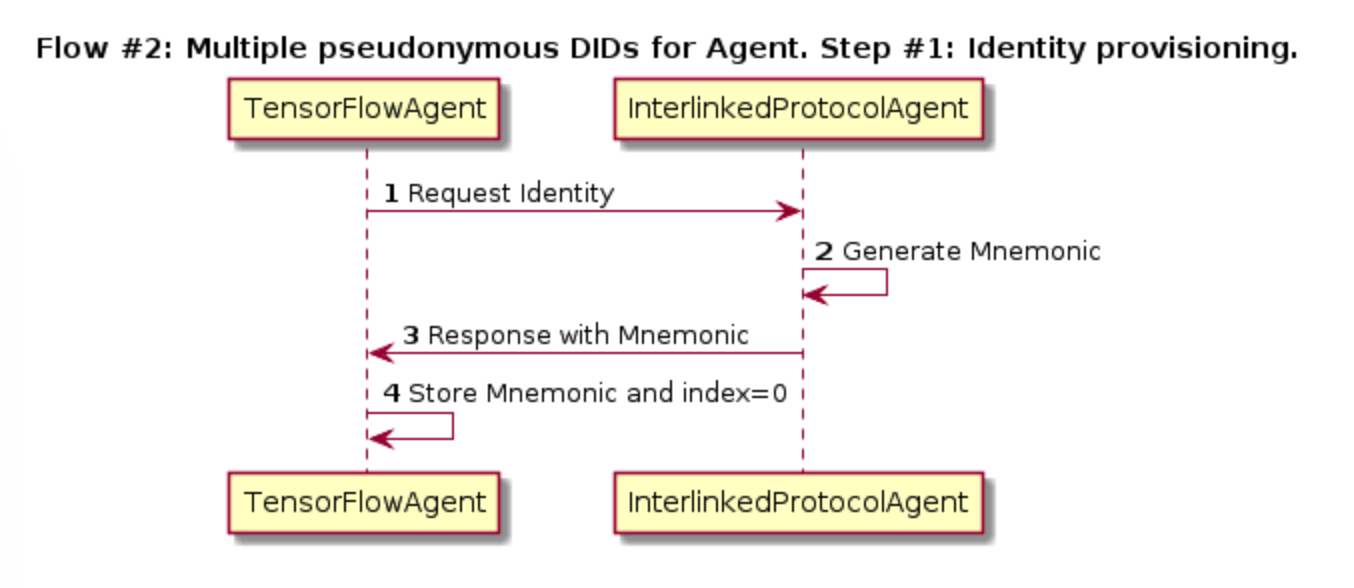 Flow #2: Multiple pseudonymous DIDs for Agent. Step #1: Identity provisioning.
TensorFlowAgent
InterlinkedProtocolAgent
1 Request Identity
2 Generate Mnemonic
3 Response with Mnemonic
4 Store Mnemonic and index=0
TensorFlowAgent
InterlinkedProtocolAgent